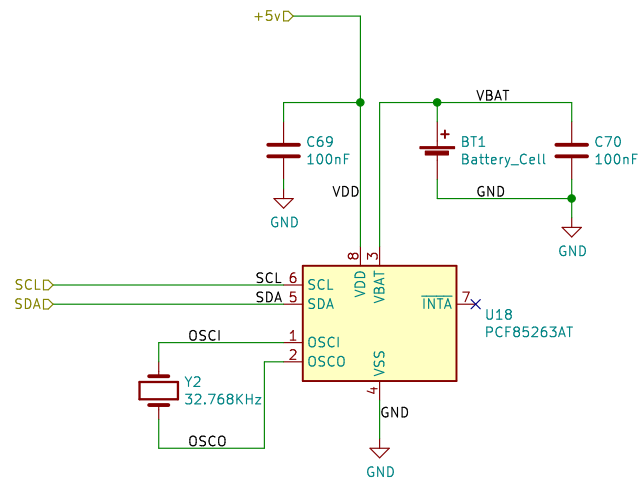 +5v
VBAT
C69
100nF
BT1
Battery_Cell
C70
100nF
VDD
GND
GND
GND
8
3
SCL
SCL
6
SCL
VDD
VBAT
SDA
SDA
5
SDA
INTA
7
U18
PCF85263AT
OSCI
1
OSCI
2
OSCO
VSS
Y2
32.768KHz
4
GND
OSCO
GND